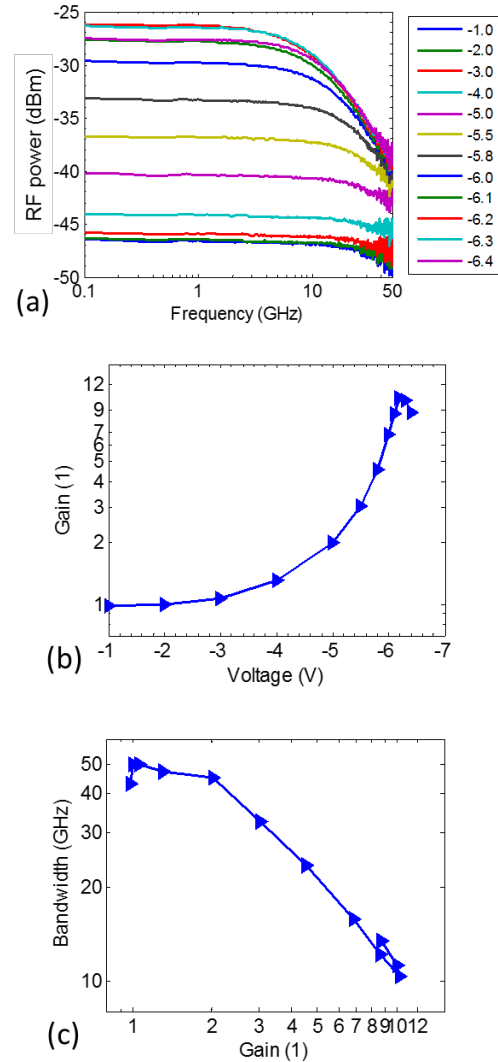 -25
-30
-35
-40
-45
-50
RF power (dBm)
0.1 1 10 50
Frequency (GHz)
-1.0
-2.0
-3.0
-4.0
-5.0
-5.5
-5.8
-6.0
-6.1
-6.2
-6.3
-6.4
(a)
12
9
7
6
5
4
3
2
1
Gain (1)
-1 -2 -3 -4 -5 -6 -7
Voltage (V)
(b)
50
40
30
20
10
Bandwidth (GHz)
1 2 3 4 5 6 7 8 9 10 12
Gain (1)
(c)